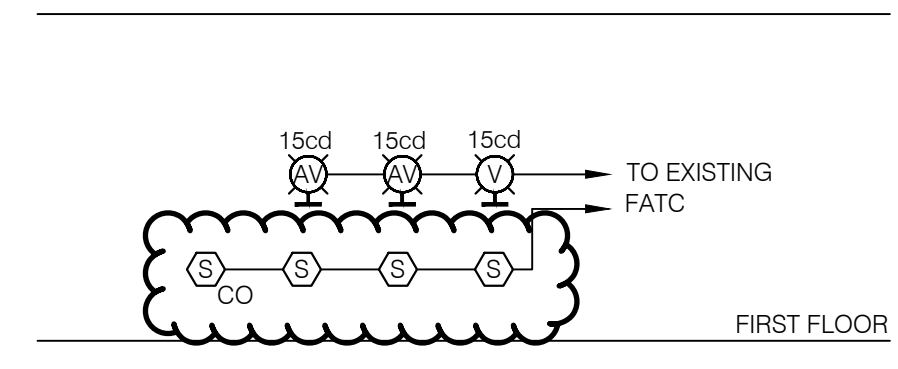 15cd 15cd 15cd
AV AV V TO EXISTING
FATC
S S S S
CO
FIRST FLOOR